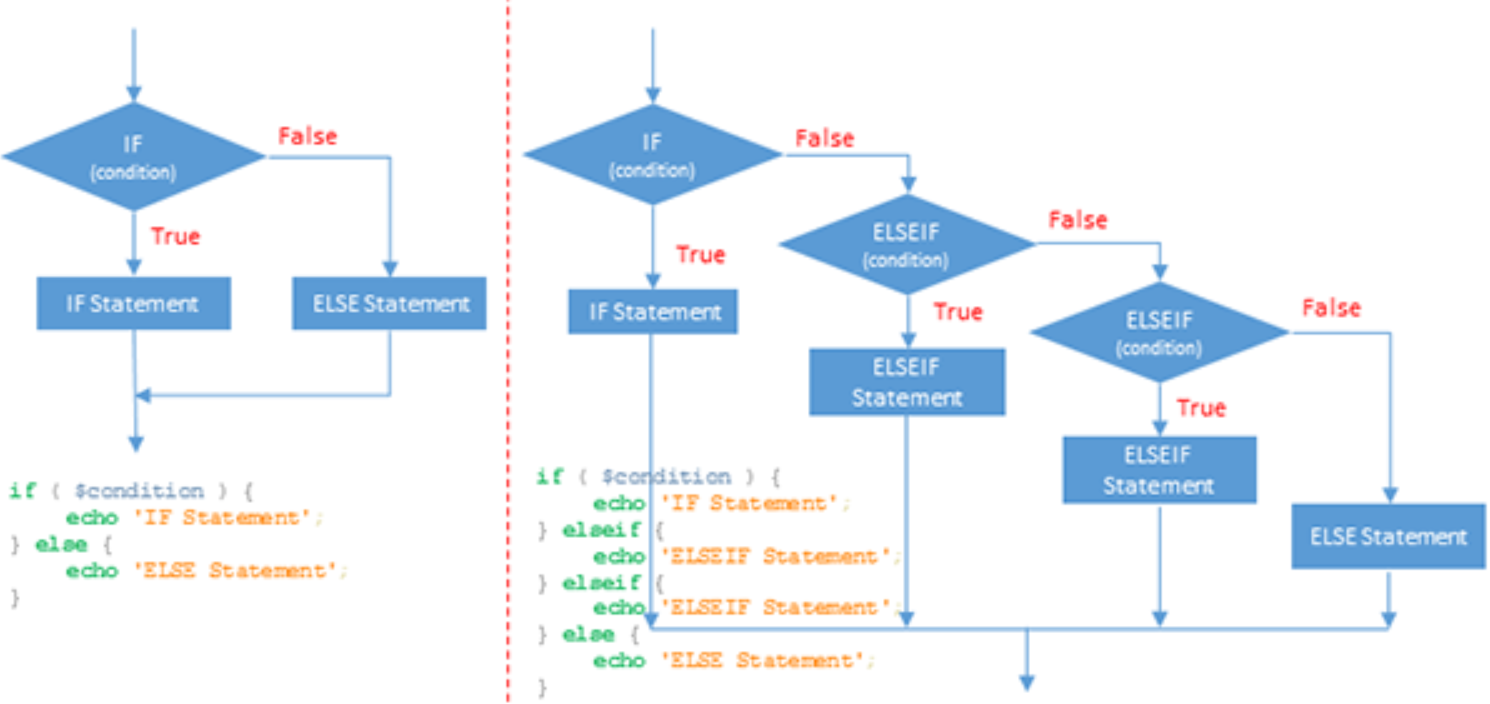 IF
(condition)
False
True
IF Statement
ELSE Statement
if ( $condition ) {
echo 'IF Statement';
} else {
echo 'ELSE Statement';
}
IF
(condition)
False
True
IF Statement
ELSEIF
(condition)
False
True
ELSEIF
Statement
ELSEIF
(condition)
False
True
ELSEIF
Statement
ELSE Statement
if ( $condition ) {
echo 'IF Statement';
} elseif {
echo 'ELSEIF Statement';
} elseif {
echo 'ELSEIF Statement';
} else {
echo 'ELSE Statement';
}